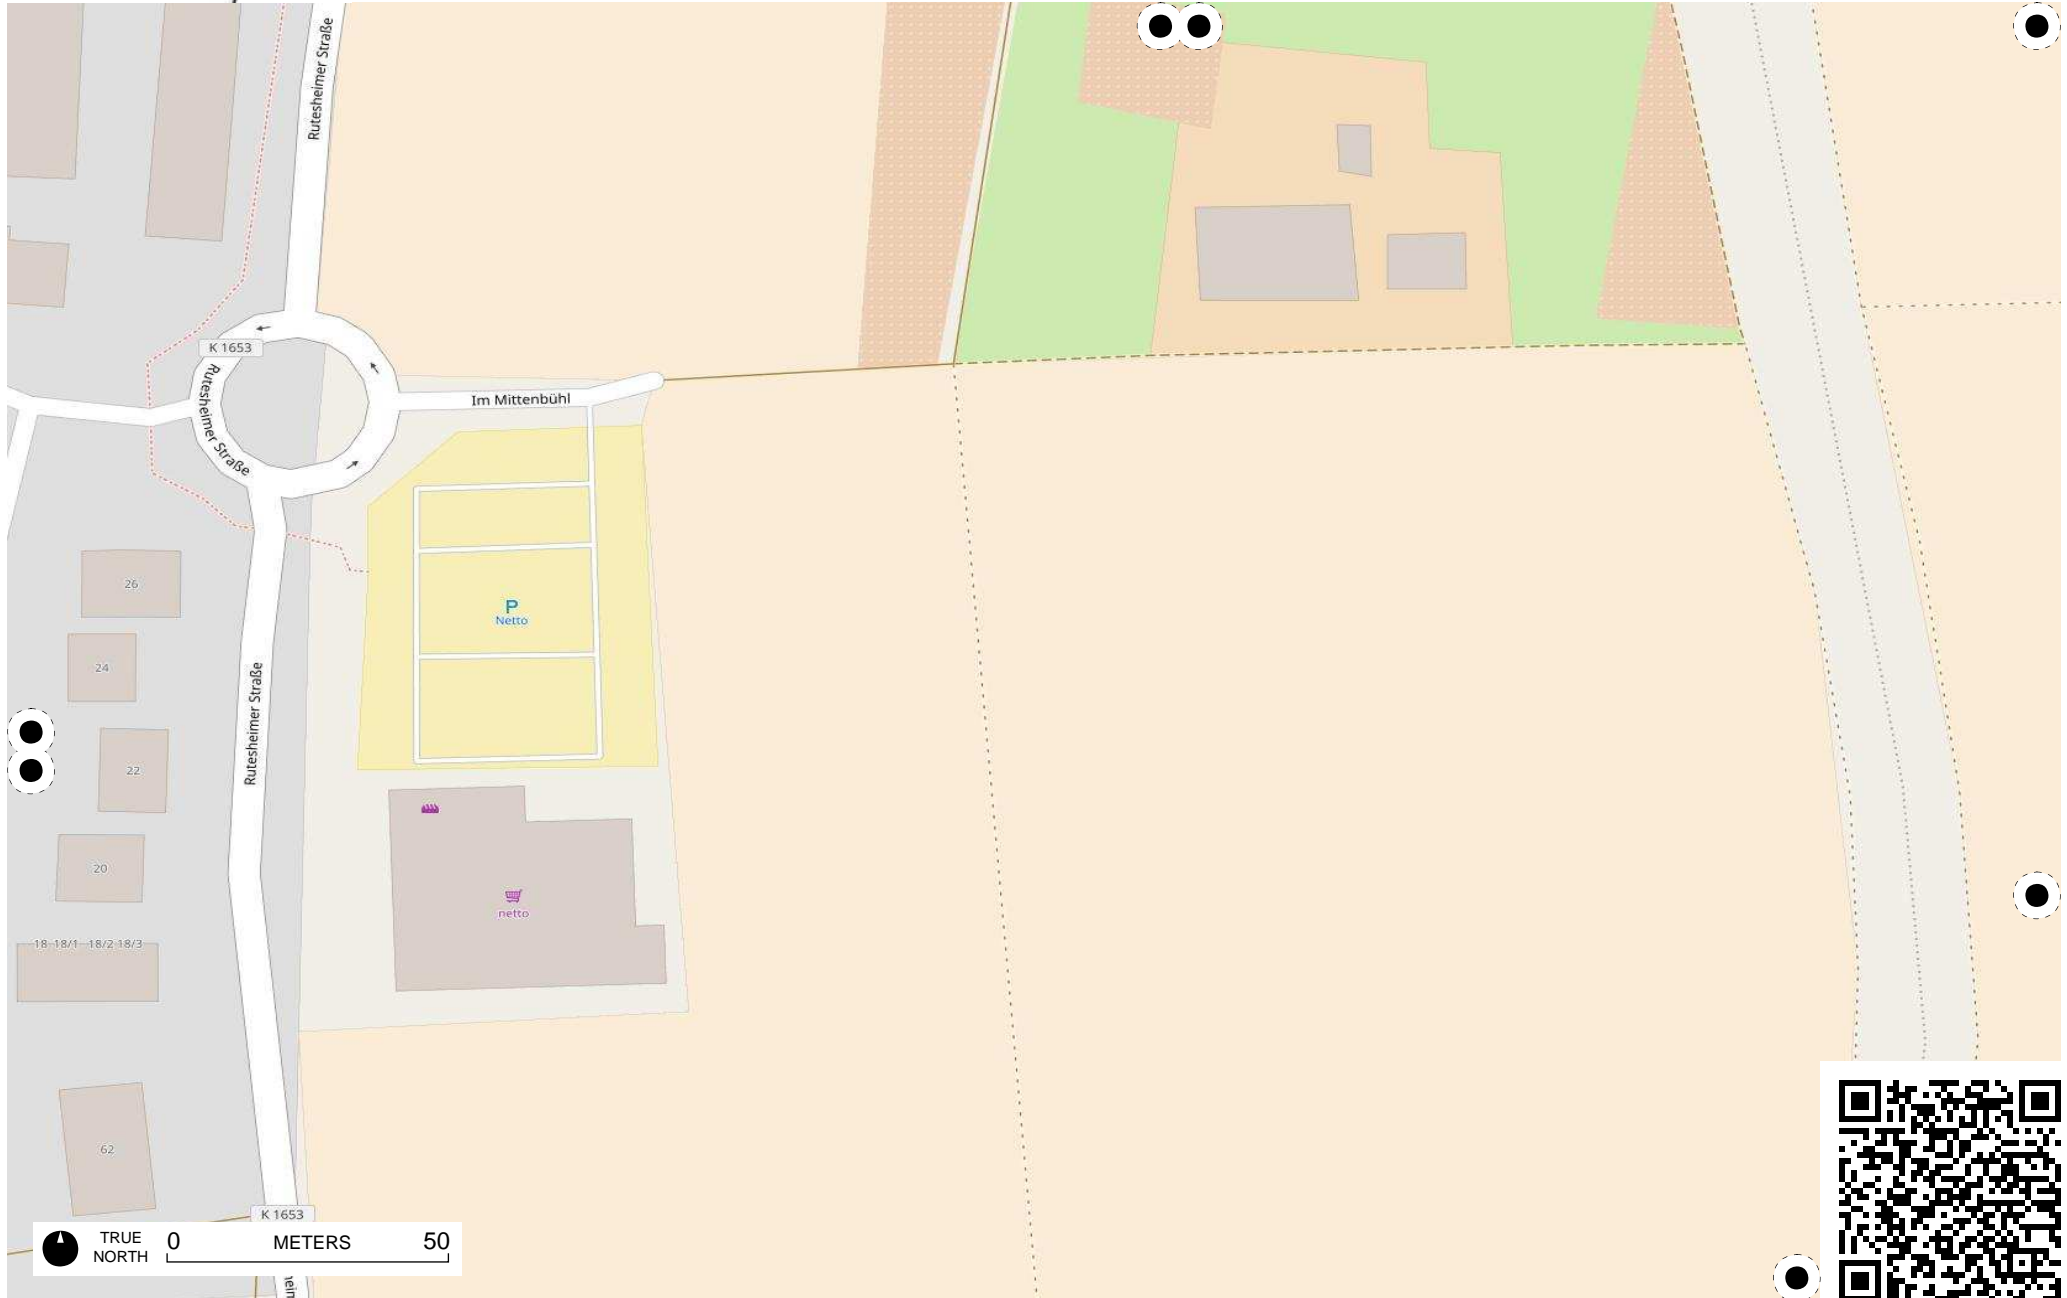 Rutesheimer Straße
K 1653
Rutesheimer Straße
Im Mittenbühl
26
P
Netto
24
Rutesheimer Straße
22
20
netto
18 18/1 18/2 18/3
62
K 1653
TRUE
NORTH
0 METERS 50